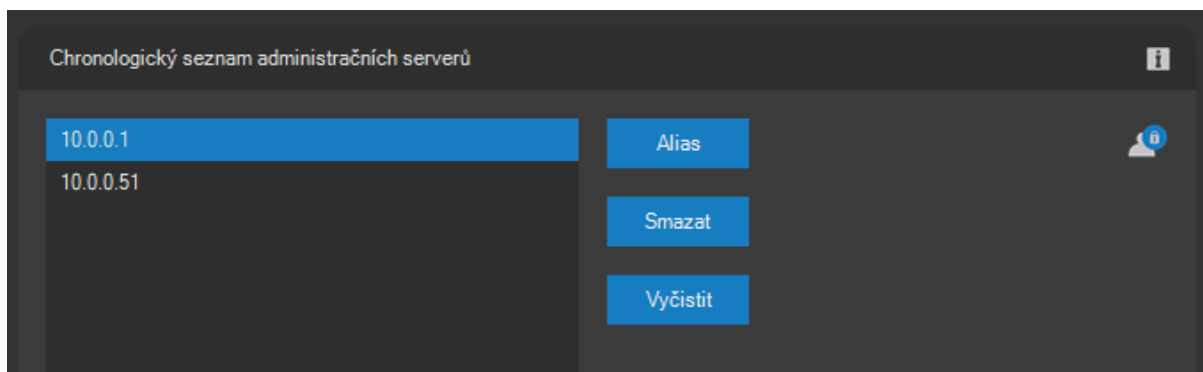 Chronologický seznam administračních serverů
10.0.0.1
10.0.0.51
Alias
Smazat
Vyčistit